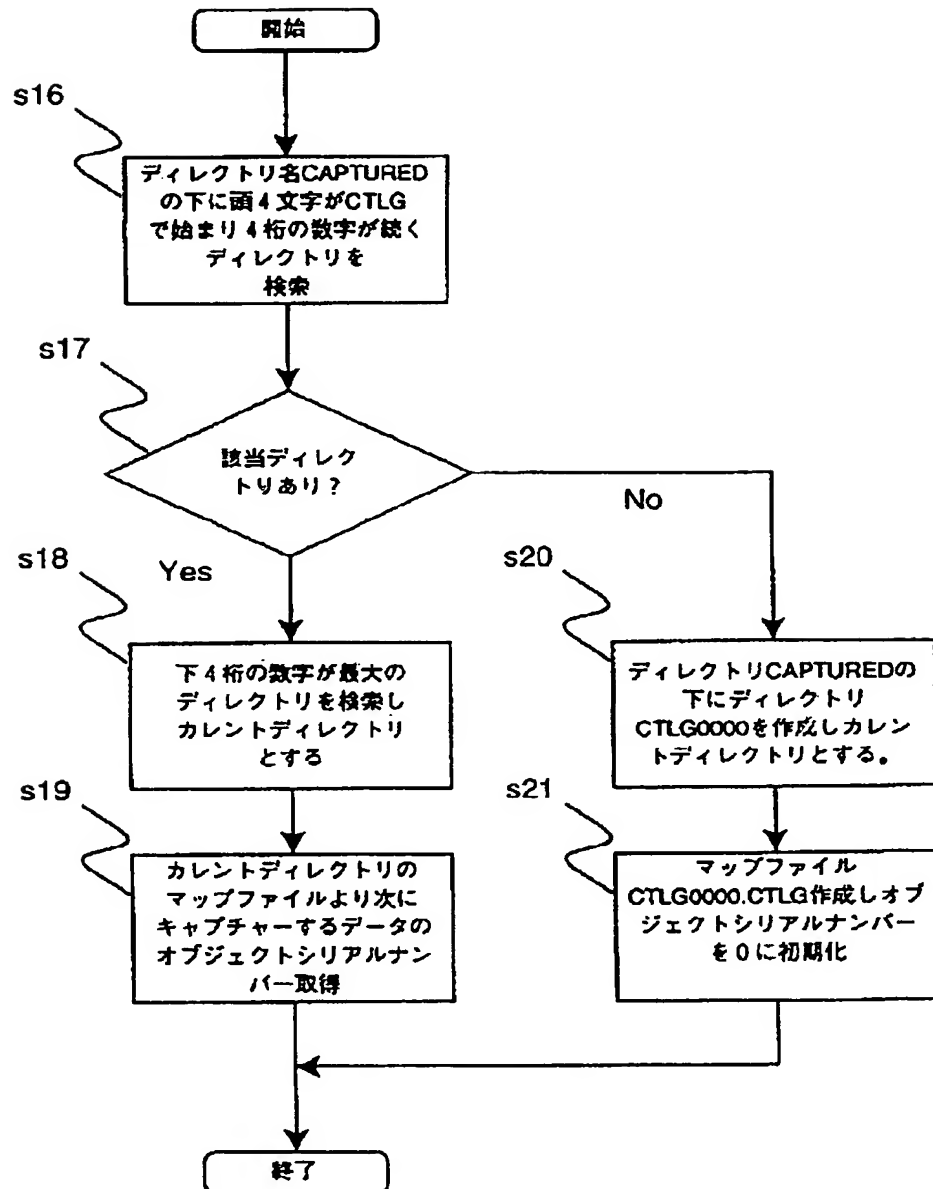 開始
s16
ディレクトリ名CAPTURED
の下に頭4文字がCTLG
で始まり4桁の数字が続く
ディレクトリを
検索
s17
該当ディレク
トリあり?
Yes
No
s18
下4桁の数字が最大の
ディレクトリを検索し
カレントディレクトリ
とする
s19
カレントディレクトリの
マップファイルより次に
キャプチャーするデータの
オブジェクトシリアルナン
バー取得
s20
ディレクトリCAPTUREDの
下にディレクトリ
CTLG0000を作成しカレン
トディレクトリとする。
s21
マップファイル
CTLG0000.CTLG作成しオブ
ジェクトシリアルナンバー
を0に初期化
終了